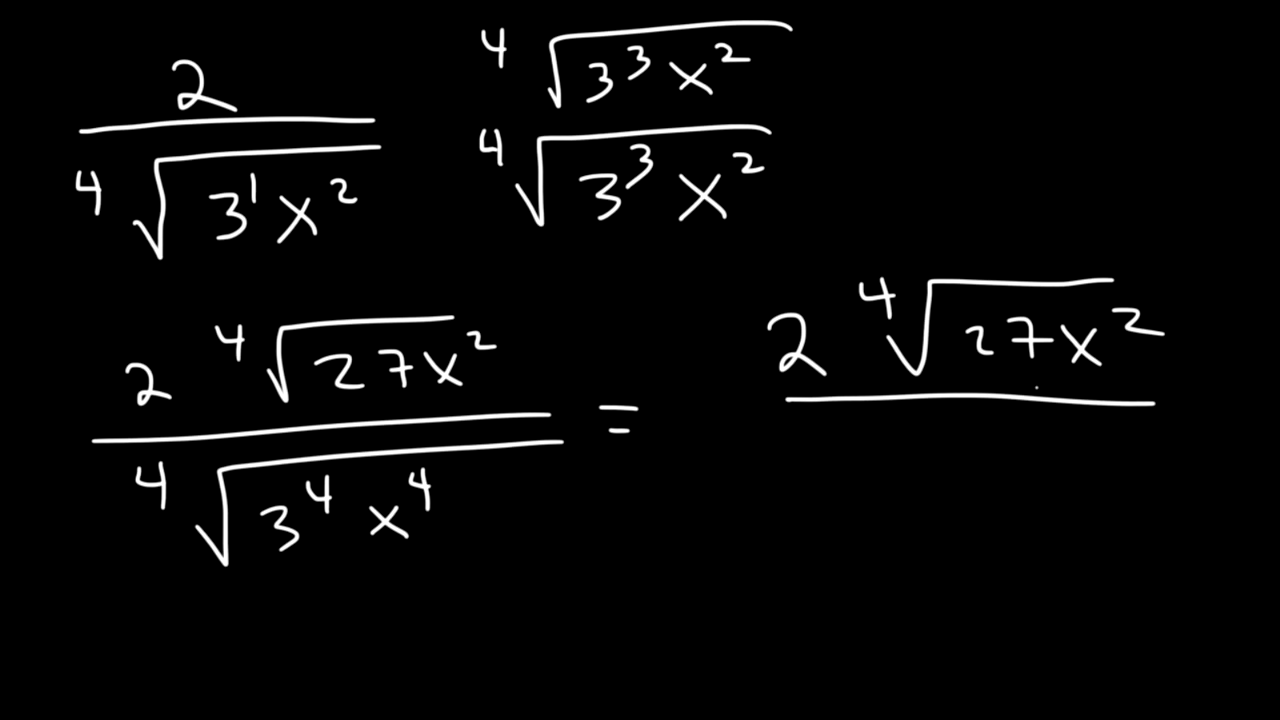 2 / ⁴√(3¹x²) ⁴√(3³x²) / ⁴√(3³x²)
2 ⁴√(27x²) / ⁴√(3⁴x⁴) = 2 ⁴√(27x²)